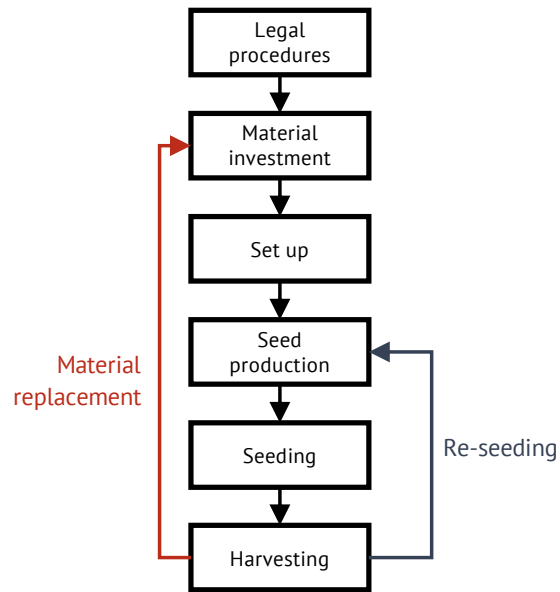 Legal
procedures
Material
investment
Set up
Seed
production
Material
replacement
Seeding
Re-seeding
Harvesting